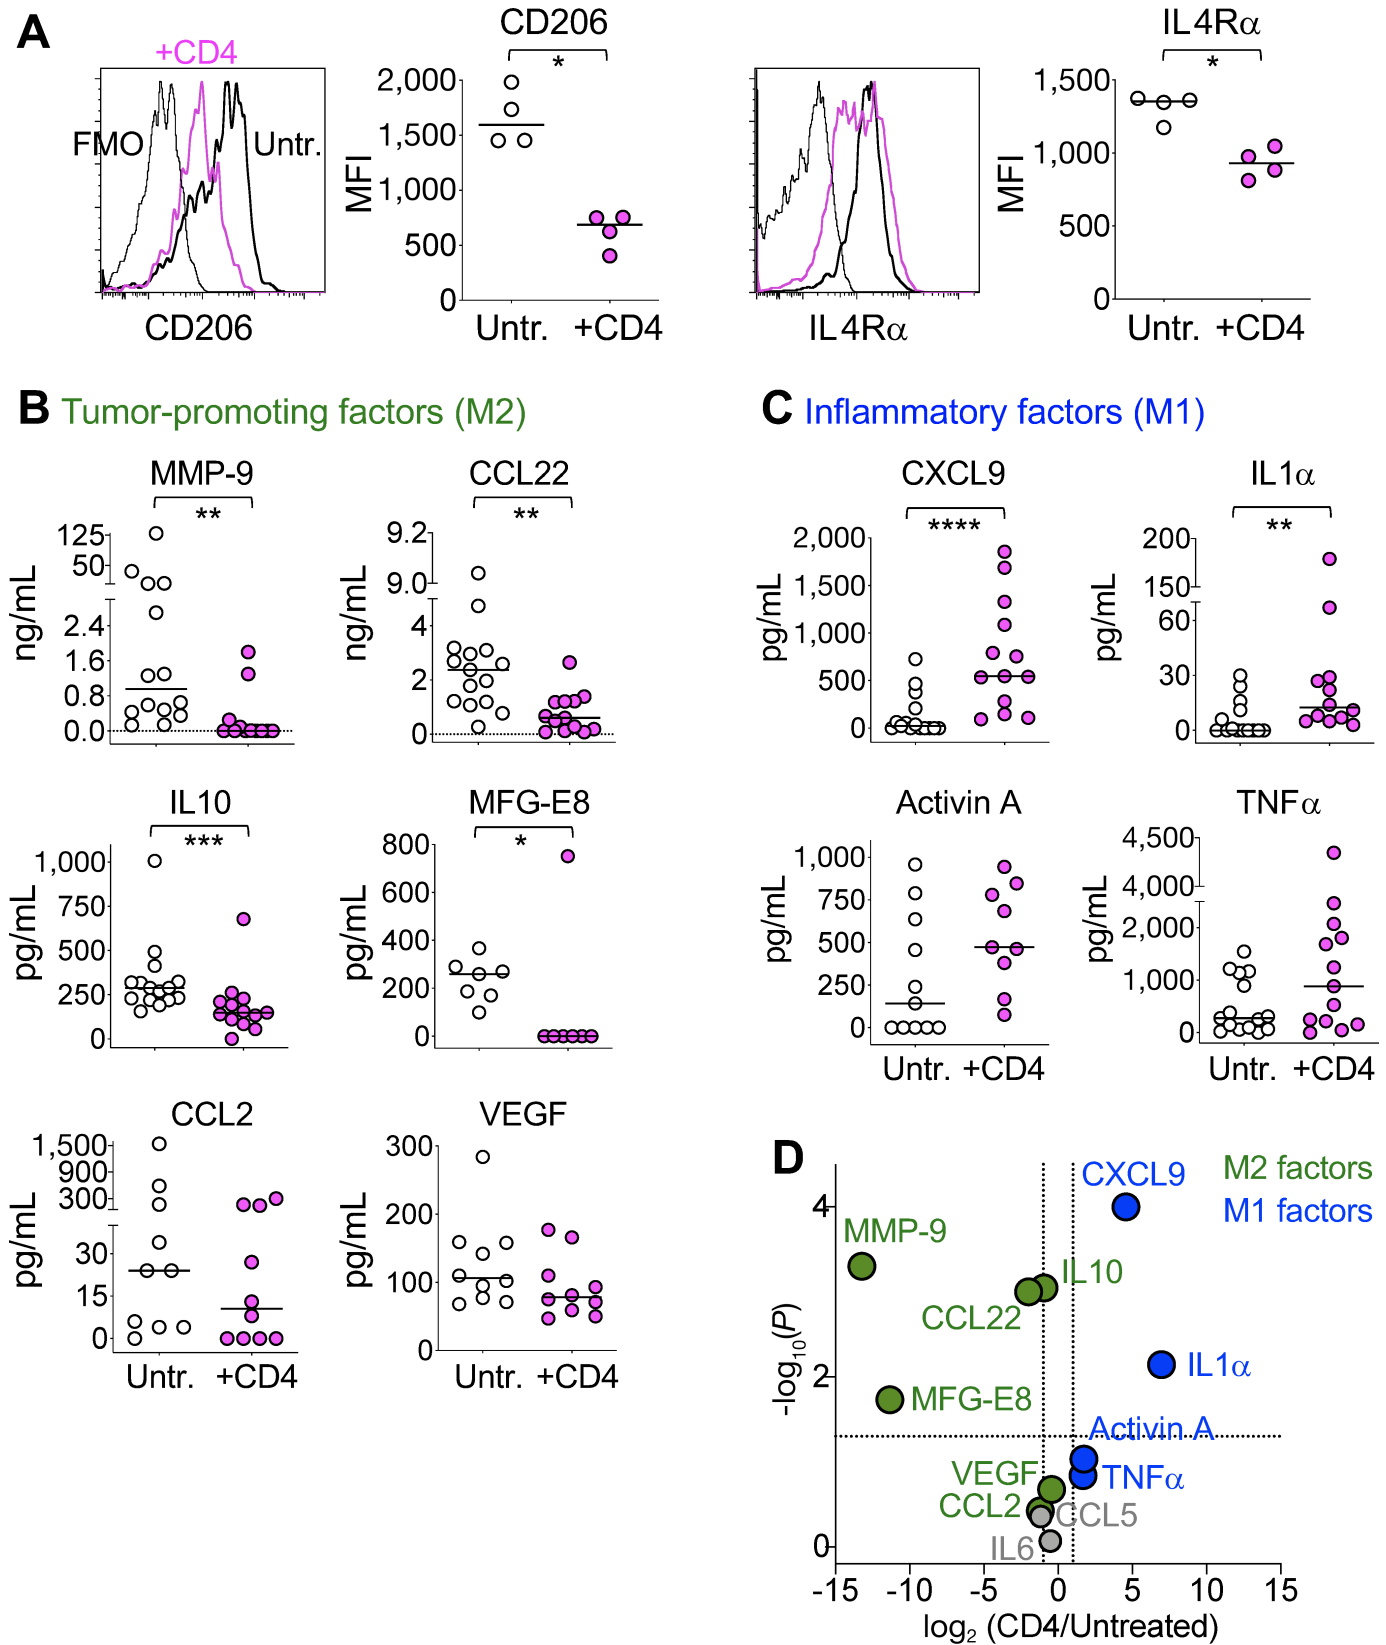 A
+CD4
FMO
Untr.
CD206
CD206
*
MFI
2,000
1,500
1,000
500
0
Untr. +CD4
IL4Rα
IL4Rα
*
MFI
1,500
1,000
500
0
Untr. +CD4
B Tumor-promoting factors (M2)
MMP-9
**
ng/mL
125
50
2.4
1.6
0.8
0.0
CCL22
**
ng/mL
9.2
9.0
4
2
0
IL10
***
pg/mL
1,000
750
500
250
0
MFG-E8
*
pg/mL
800
600
400
200
0
CCL2
pg/mL
1,500
900
300
30
15
0
Untr. +CD4
VEGF
pg/mL
300
200
100
0
Untr. +CD4
C Inflammatory factors (M1)
CXCL9
****
pg/mL
2,000
1,500
1,000
500
0
IL1α
**
pg/mL
200
150
60
30
0
Activin A
pg/mL
1,000
750
500
250
0
Untr. +CD4
TNFα
pg/mL
4,500
4,000
2,000
1,000
0
Untr. +CD4
D
M2 factors
M1 factors
CXCL9
MMP-9
IL10
CCL22
IL1α
MFG-E8
Activin A
VEGF
TNFα
CCL2
CCL5
IL6
-log10(P)
4
2
0
-15 -10 -5 0 5 10 15
log2 (CD4/Untreated)